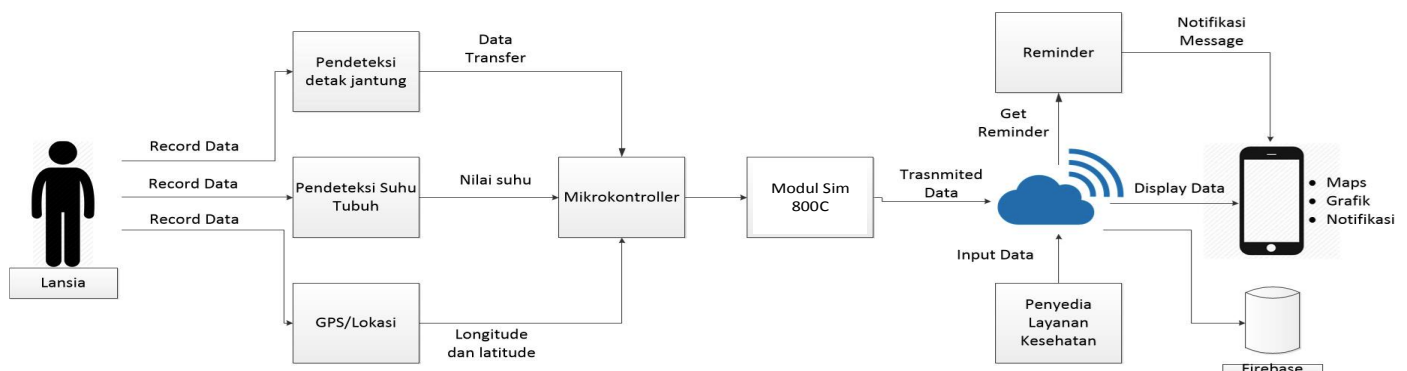 Pendeteksi
detak jantung
Data
Transfer
Reminder
Notifikasi
Message
Get
Reminder
Record Data
Record Data
Record Data
Pendeteksi Suhu
Tubuh
Nilai suhu
Mikrokontroller
Modul Sim
800C
Trasnmited
Data
Display Data
Maps
Grafik
Notifikasi
Lansia
GPS/Lokasi
Longitude
dan latitude
Input Data
Penyedia
Layanan
Kesehatan
Firebase